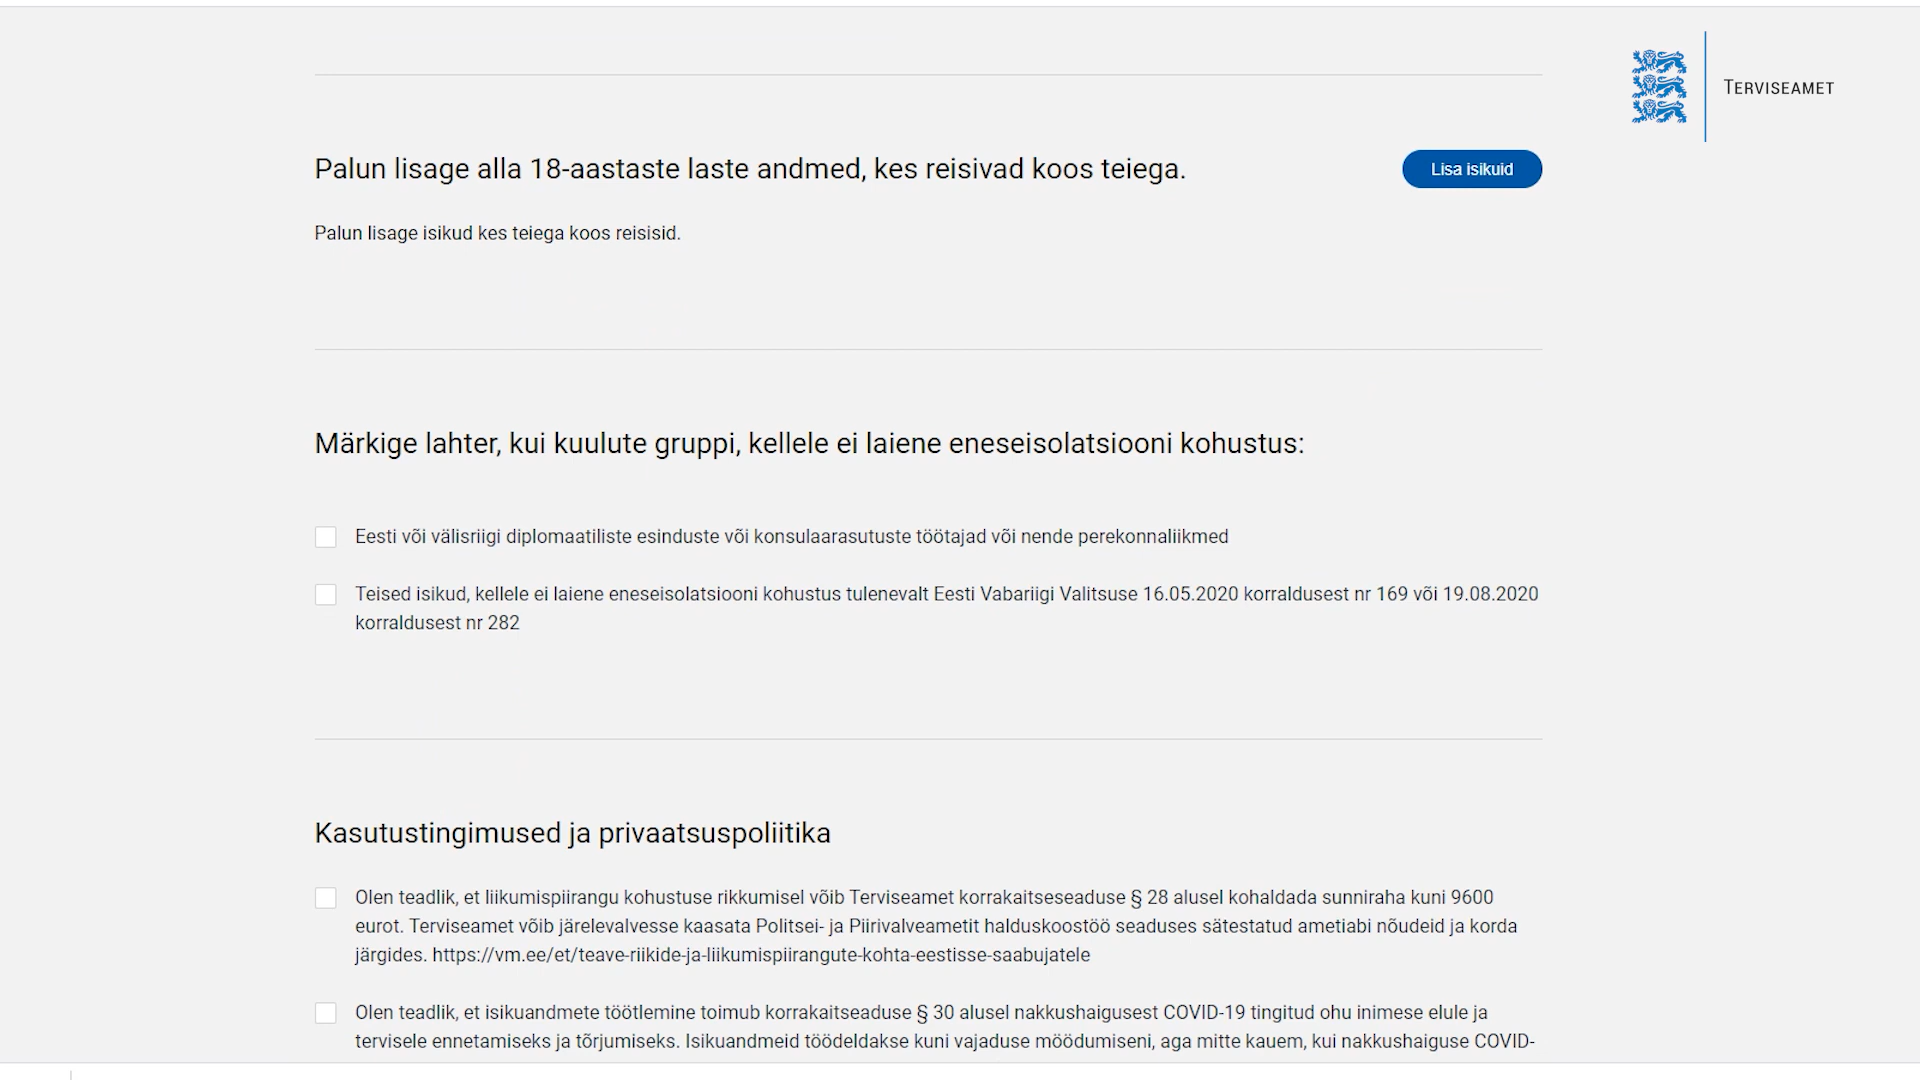 TERVISEAMET
Palun lisage alla 18-aastaste laste andmed, kes reisivad koos teiega.
Lisa isikuid
Palun lisage isikud kes teiega koos reisisid.
Märkige lahter, kui kuulute gruppi, kellele ei laiene eneseisolatsiooni kohustus:
Eesti või välisriigi diplomaatiliste esinduste või konsulaarasutuste töötajad või nende perekonnaliikmed
Teised isikud, kellele ei laiene eneseisolatsiooni kohustus tulenevalt Eesti Vabariigi Valitsuse 16.05.2020 korraldusest nr 169 või 19.08.2020
korraldusest nr 282
Kasutustingimused ja privaatsuspoliitika
Olen teadlik, et liikumispiirangu kohustuse rikkumisel võib Terviseamet korrakaitseseaduse § 28 alusel kohaldada sunniraha kuni 9600
eurot. Terviseamet võib järelevalvesse kaasata Politsei- ja Piirivalveametit halduskoostöö seaduses sätestatud ametiabi nõudeid ja korda
järgides. https://vm.ee/et/teave-riikide-ja-liikumispiirangute-kohta-eestisse-saabujatele
Olen teadlik, et isikuandmete töötlemine toimub korrakaitseaduse § 30 alusel nakkushaigusest COVID-19 tingitud ohu inimese elule ja
tervisele ennetamiseks ja tõrjumiseks. Isikuandmeid töödeldakse kuni vajaduse möödumiseni, aga mitte kauem, kui nakkushaiguse COVID-